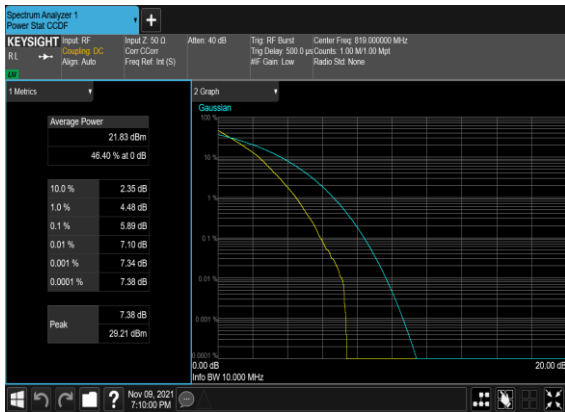 Spectrum Analyzer 1
Power Stat CCDF
+
KEYSIGHT
RL
Input: RF
Coupling: DC
Align: Auto
Input Z: 50 Ω
Corr CCorr
Freq Ref: Int (S)
Atten: 40 dB
Trig: RF Burst
Trig Delay: 500.0 µs
#IF Gain: Low
Center Freq: 819.000000 MHz
Counts: 1.00 M/1.00 Mpt
Radio Std: None
1 Metrics
Average Power
21.83 dBm
46.40 % at 0 dB
10.0 % 2.35 dB
1.0 % 4.48 dB
0.1 % 5.89 dB
0.01 % 7.10 dB
0.001 % 7.34 dB
0.0001 % 7.38 dB
Peak 7.38 dB
29.21 dBm
2 Graph
Gaussian
100 %
10 %
1 %
0.1 %
0.01 %
0.001 %
0.0001 %
0.00 dB 20.00 dB
Info BW 10.000 MHz
? Nov 09, 2021
7:10:00 PM